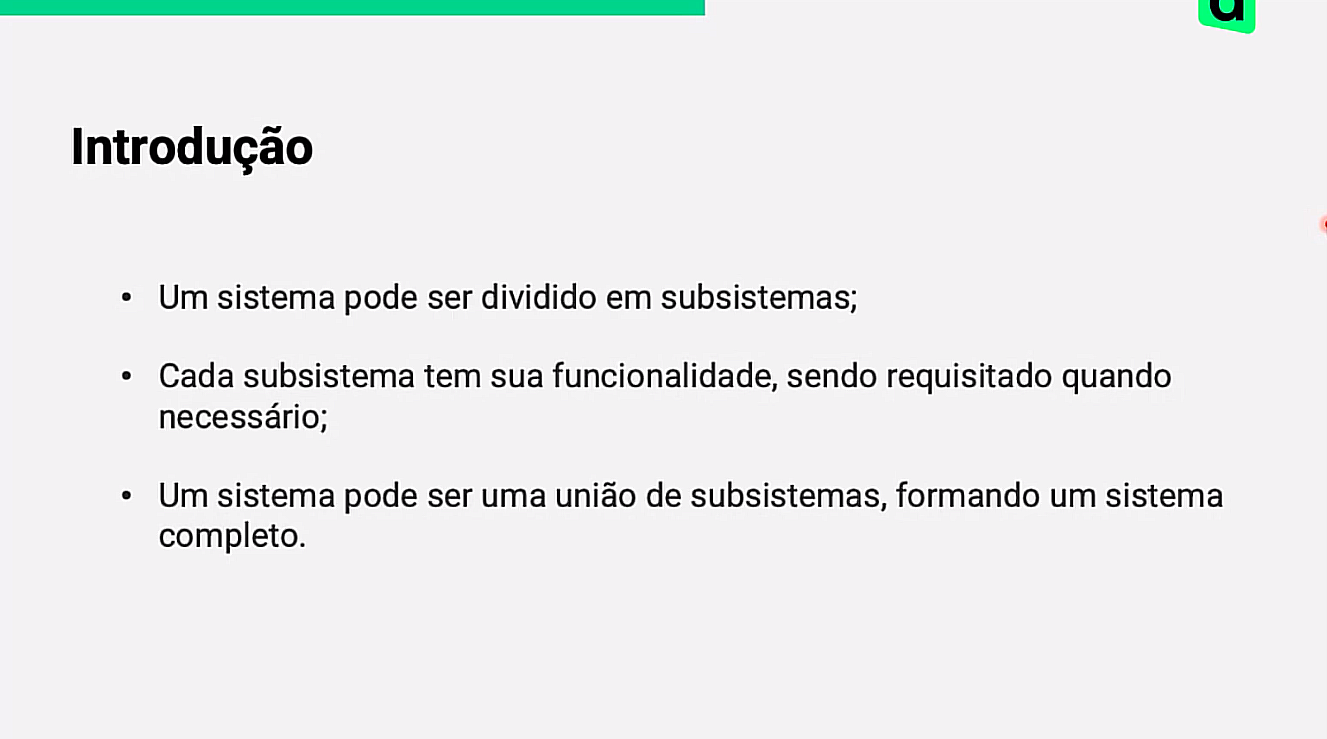 Introdução
• Um sistema pode ser dividido em subsistemas;
• Cada subsistema tem sua funcionalidade, sendo requisitado quando
necessário;
• Um sistema pode ser uma união de subsistemas, formando um sistema
completo.